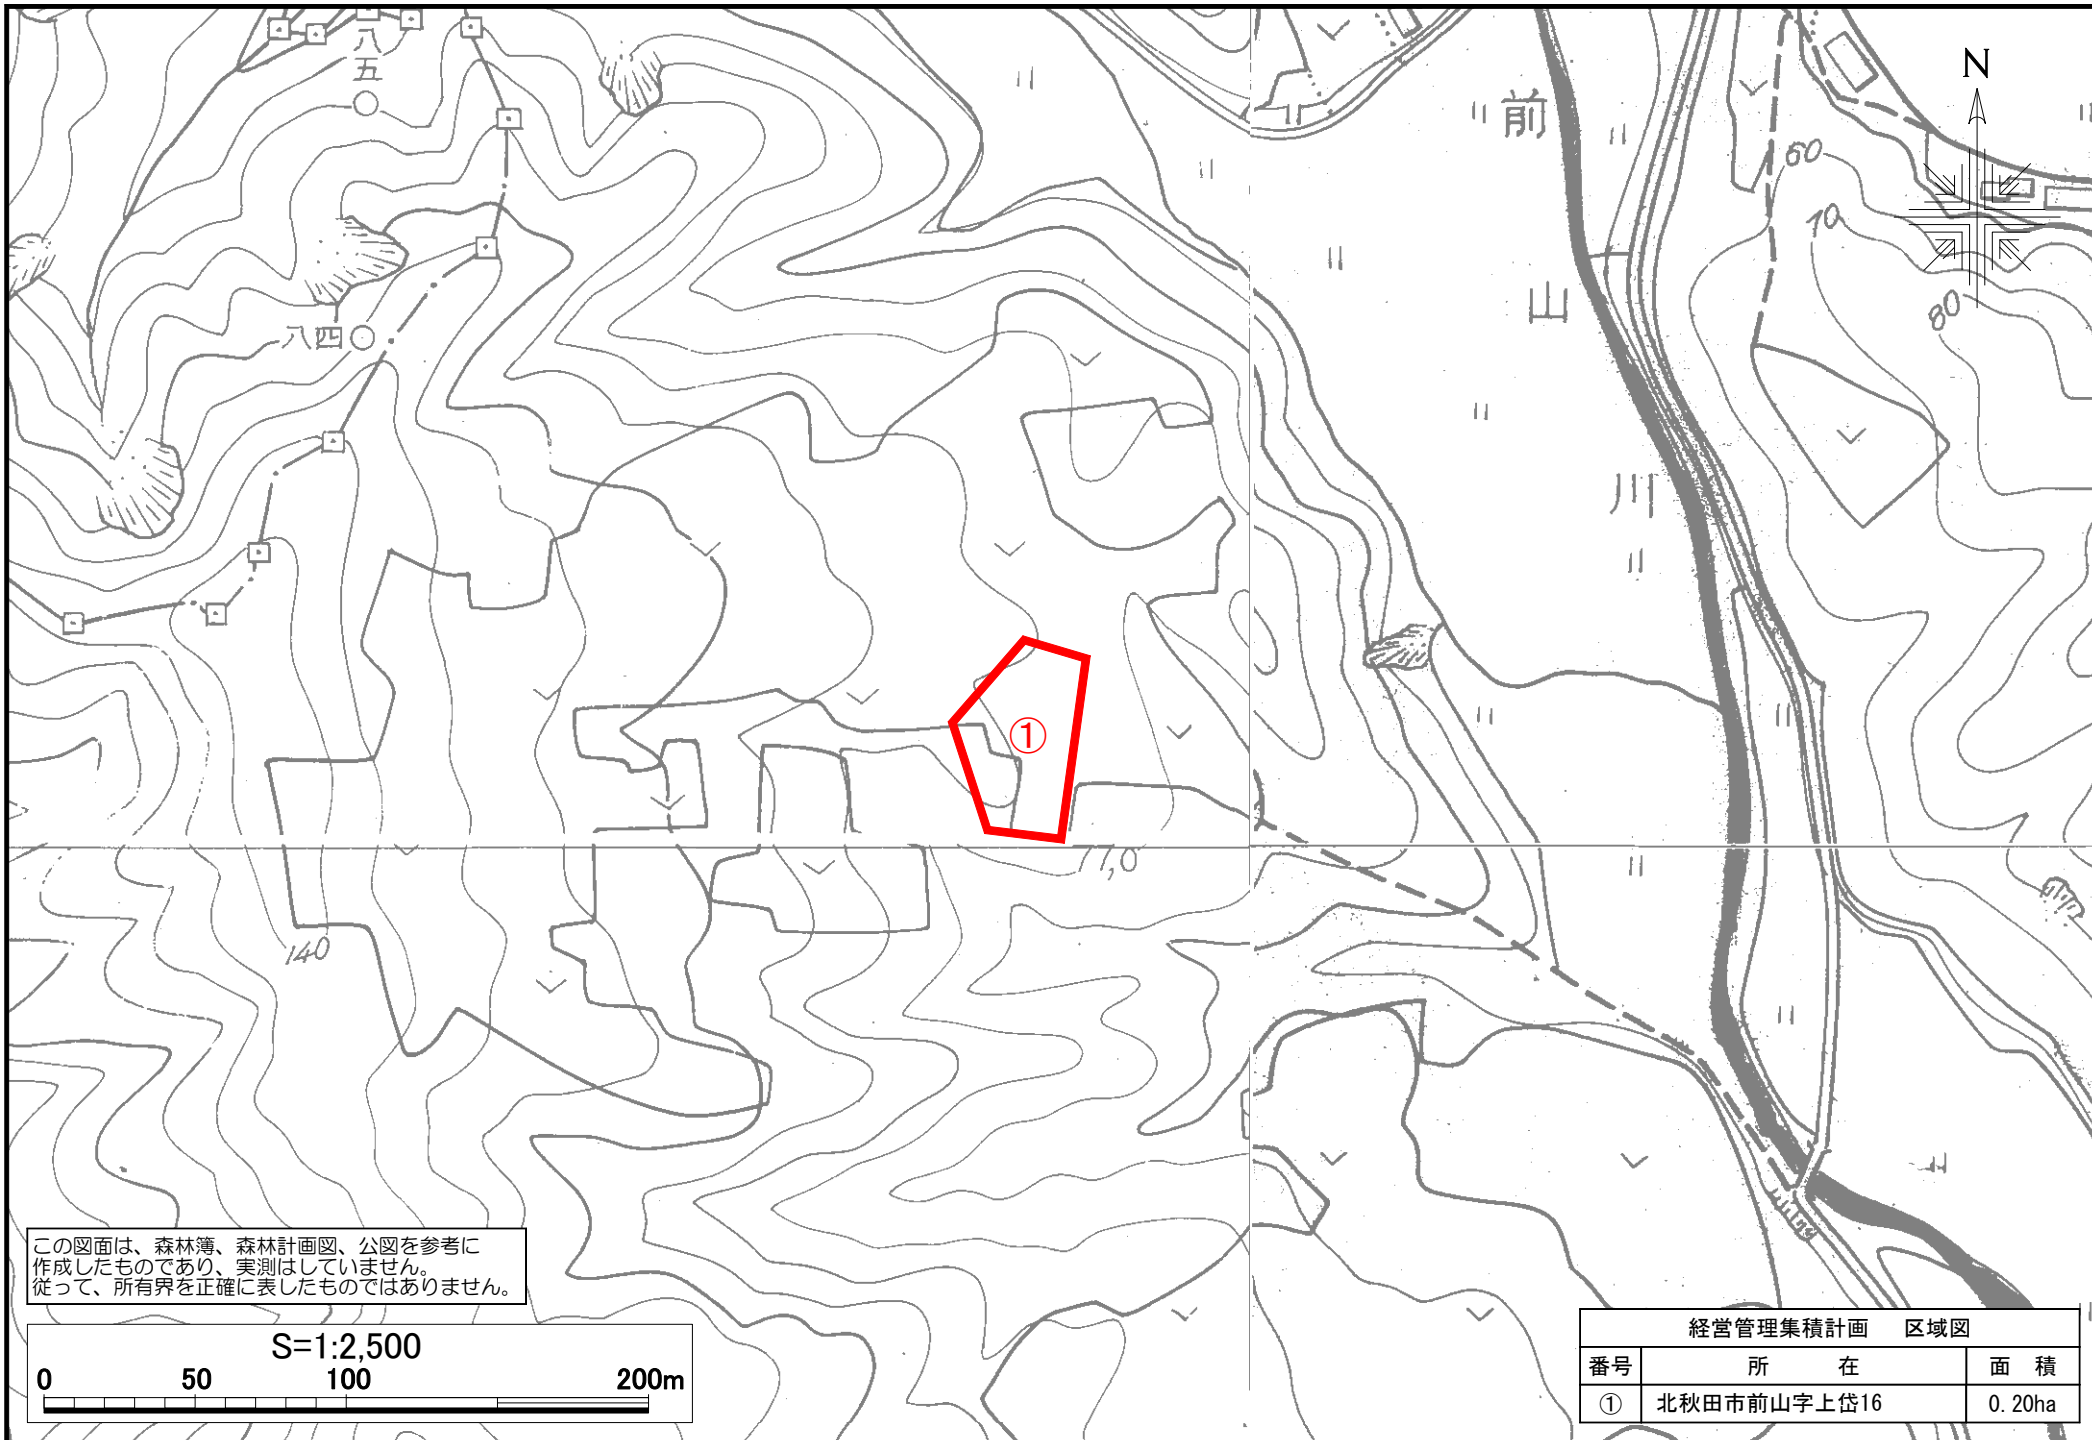 八五
N
前
60
70
山
80
八四
川
①
77,0
140
この図面は、森林簿、森林計画図、公図を参考に
作成したものであり、実測はしていません。
従って、所有界を正確に表したものではありません。
S=1:2,500
0 50 100 200m
経営管理集積計画 区域図
番号 所 在 面 積
① 北秋田市前山字上岱16 0.20ha